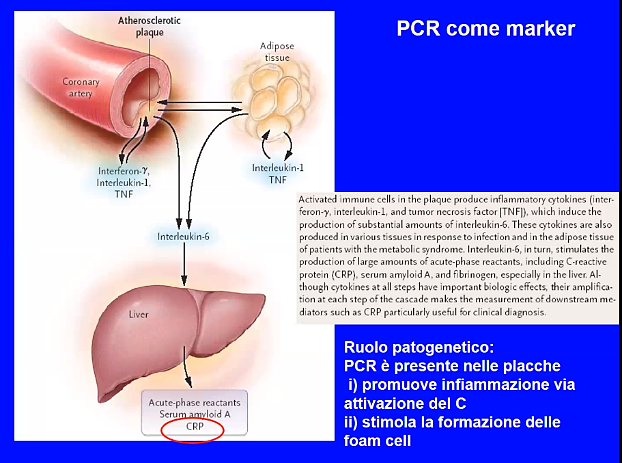 PCR come marker
Atherosclerotic
plaque
Adipose
tissue
Coronary
artery
Interferon-γ,
Interleukin-1,
TNF
Interleukin-1
TNF
Interleukin-6
Liver
Acute-phase reactants
Serum amyloid A
CRP
Activated immune cells in the plaque produce inflammatory cytokines (inter-
feron-γ, interleukin-1, and tumor necrosis factor [TNF]), which induce the
production of substantial amounts of interleukin-6. These cytokines are also
produced in various tissues in response to infection and in the adipose tissue
of patients with the metabolic syndrome. Interleukin-6, in turn, stimulates the
production of large amounts of acute-phase reactants, including C-reactive
protein (CRP), serum amyloid A, and fibrinogen, especially in the liver. Al-
though cytokines at all steps have important biologic effects, their amplifica-
tion at each step of the cascade makes the measurement of downstream me-
diators such as CRP particularly useful for clinical diagnosis.
Ruolo patogenetico:
PCR è presente nelle placche
i) promuove infiammazione via
attivazione del C
ii) stimola la formazione delle
foam cell